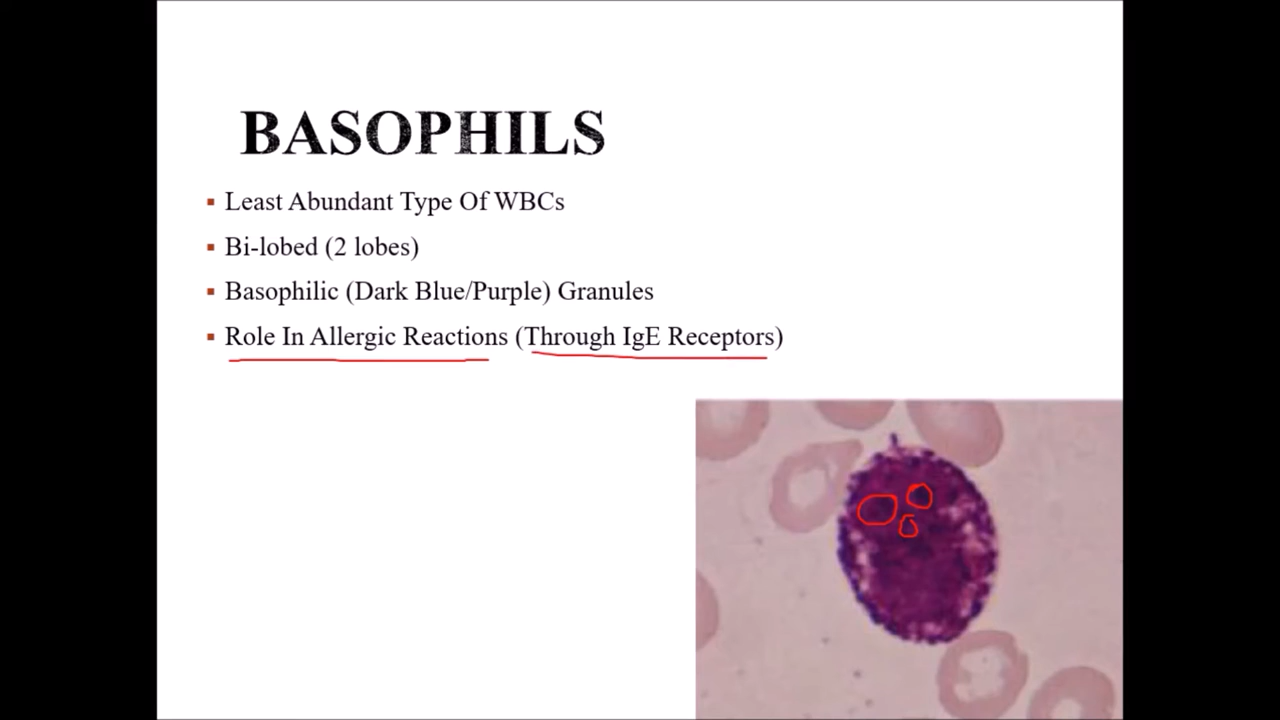 BASOPHILS
▪ Least Abundant Type Of WBCs
▪ Bi-lobed (2 lobes)
▪ Basophilic (Dark Blue/Purple) Granules
▪ Role In Allergic Reactions (Through IgE Receptors)